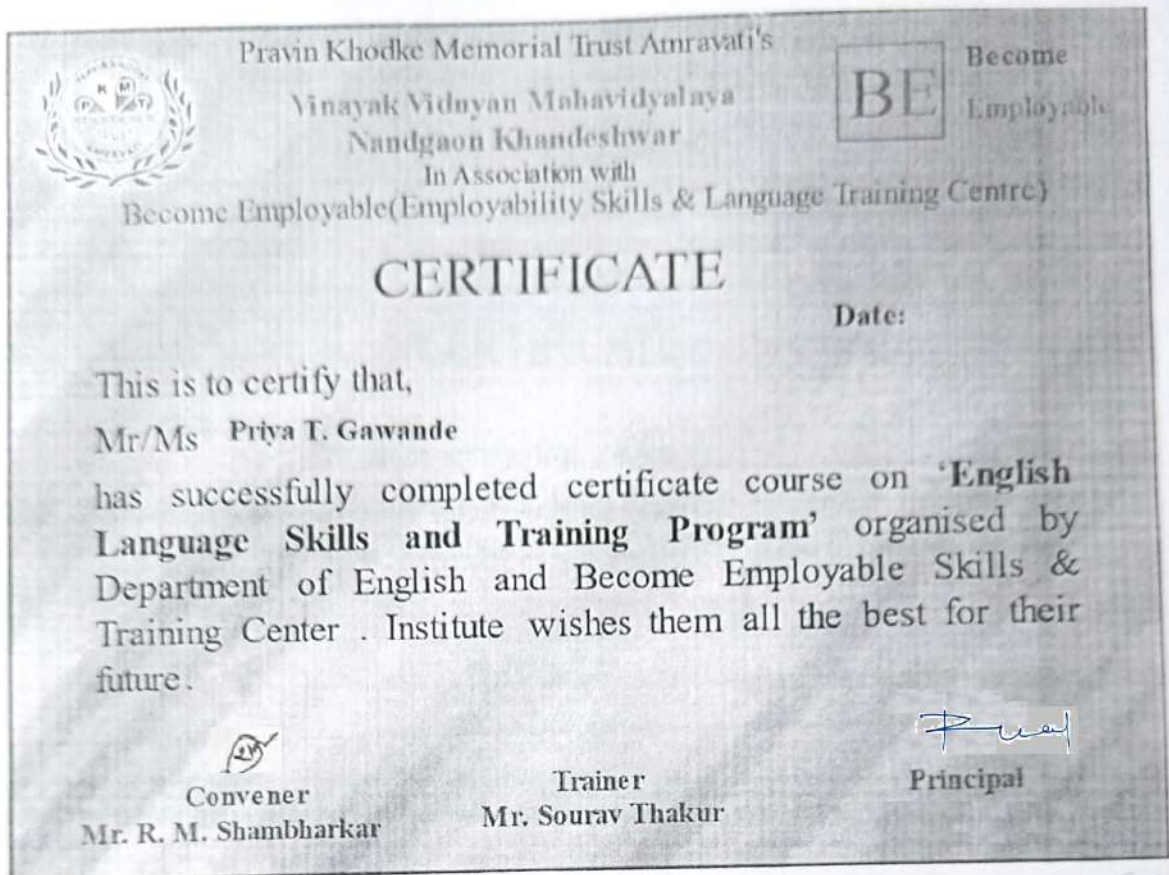 Pravin Khodke Memorial Trust Amravati's
Vinayak Vidnyan Mahavidyalaya
Nandgaon Khandeshwar
In Association with
Become Employable(Employability Skills & Language Training Centre)
P K M T
BE
Become
Employable
CERTIFICATE
Date:
This is to certify that,
Mr/Ms Priya T. Gawande
has successfully completed certificate course on 'English
Language Skills and Training Program' organised by
Department of English and Become Employable Skills &
Training Center . Institute wishes them all the best for their
future.
Convener
Mr. R. M. Shambharkar
Trainer
Mr. Sourav Thakur
Principal